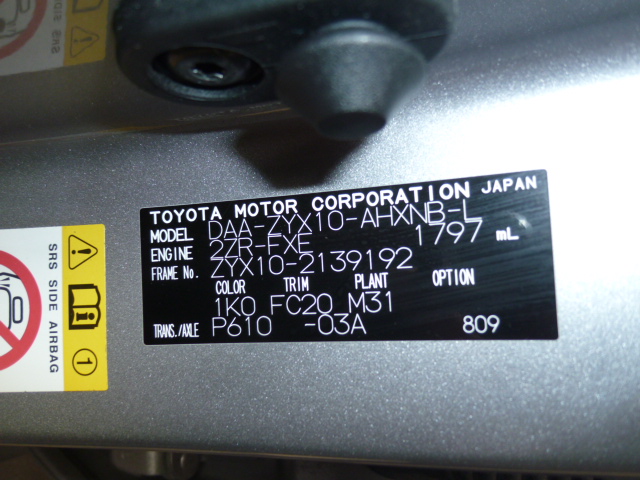 TOYOTA MOTOR CORPORATION JAPAN
MODEL DAA-ZYX10-AHXNB-L
ENGINE 2ZR-FXE 1797 mL
FRAME No. ZYX10-2139192
COLOR TRIM PLANT OPTION
1K0 FC20 M31
TRANS./AXLE P610 -03A 809
SRS SIDE AIRBAG
1